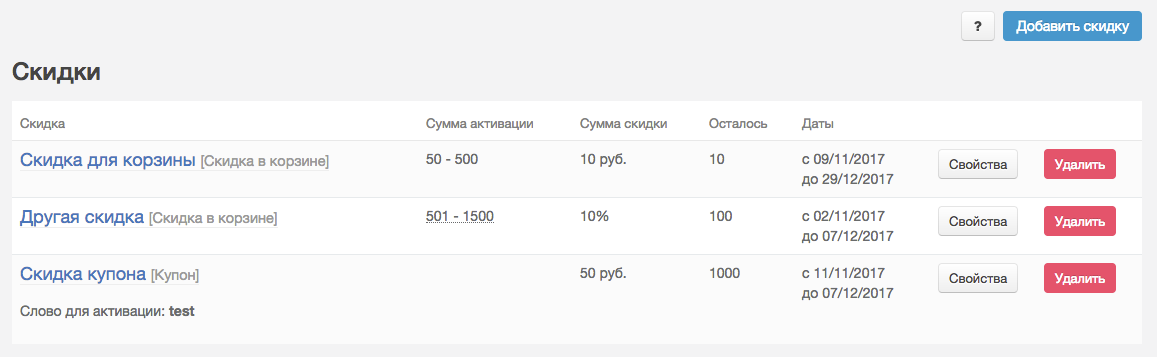 ? Добавить скидку
Скидки
Скидка Сумма активации Сумма скидки Осталось Даты
Скидка для корзины [Скидка в корзине] 50 - 500 10 руб. 10 с 09/11/2017 Свойства Удалить
до 29/12/2017
Другая скидка [Скидка в корзине] 501 - 1500 10% 100 с 02/11/2017 Свойства Удалить
до 07/12/2017
Скидка купона [Купон] 50 руб. 1000 с 11/11/2017 Свойства Удалить
до 07/12/2017
Слово для активации: test